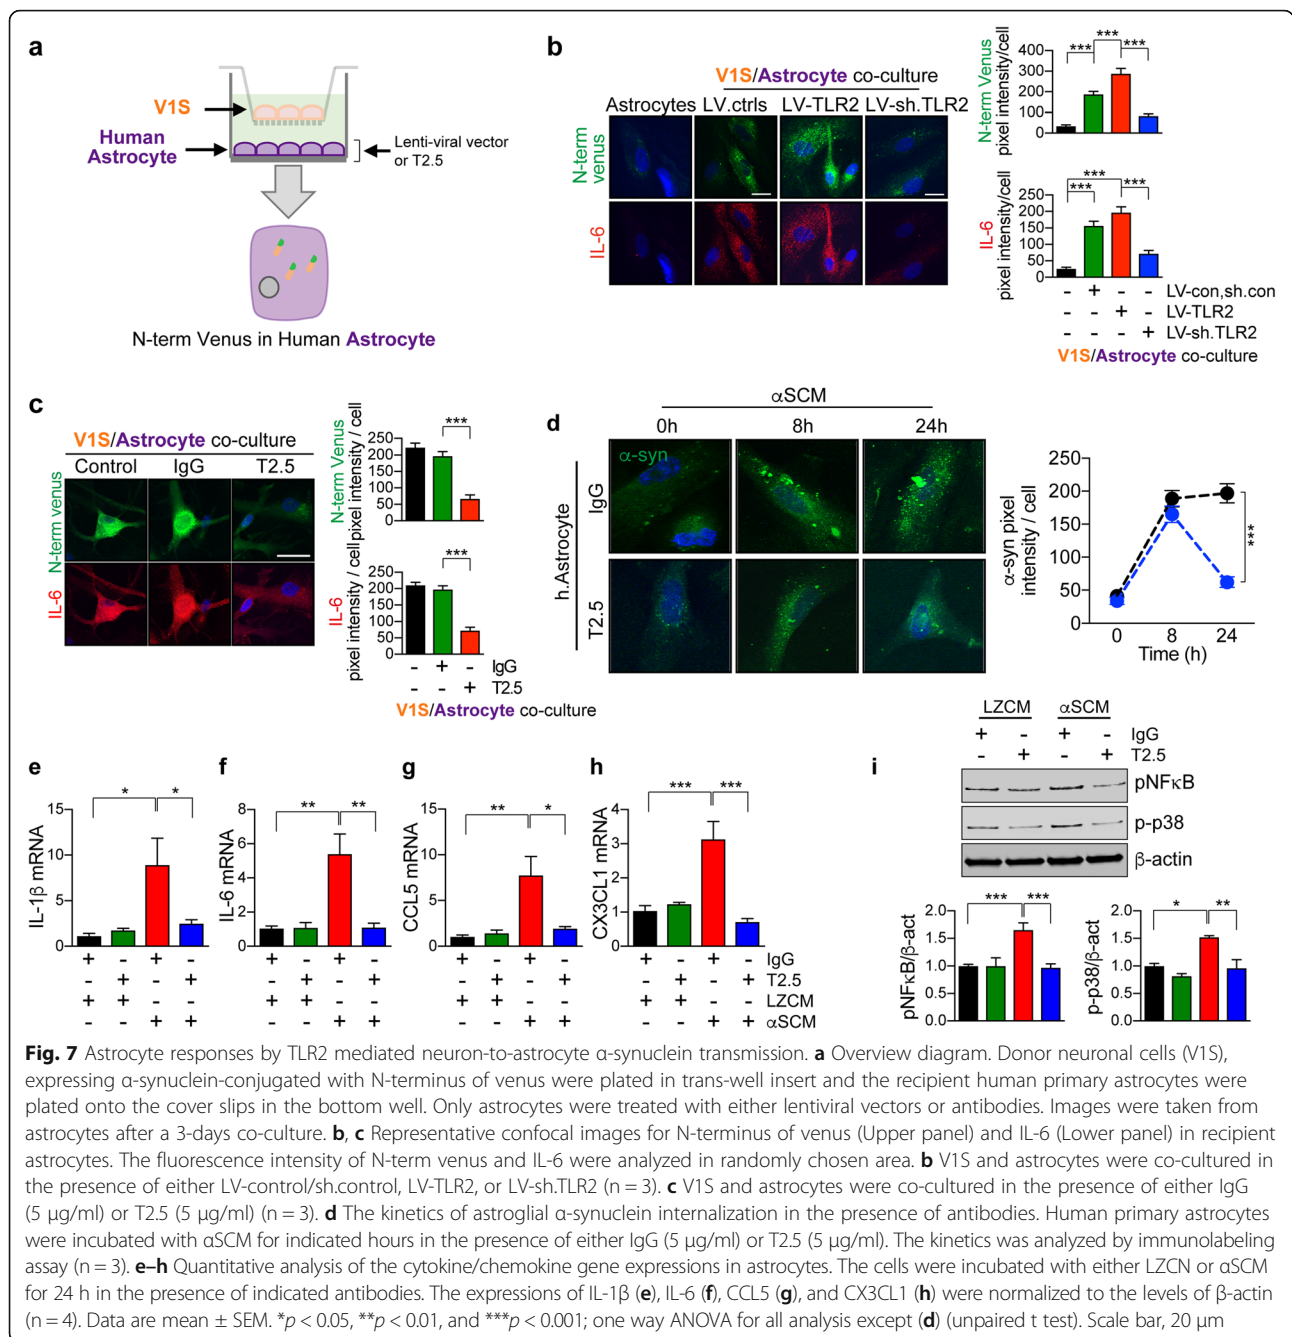 a
V1S
Human
Astrocyte
Lenti-viral vector
or T2.5
N-term Venus in Human Astrocyte
b
V1S/Astrocyte co-culture
Astrocytes LV.ctrls LV-TLR2 LV-sh.TLR2
N-term
venus
IL-6
N-term Venus
pixel intensity/cell
400
300
200
100
0
*** *** ***
IL-6
pixel intensity/cell
200
150
100
50
0
***
*** ***
- + - - LV-con,sh.con
- - + - LV-TLR2
- - - + LV-sh.TLR2
V1S/Astrocyte co-culture
c
V1S/Astrocyte co-culture
Control IgG T2.5
N-term venus
IL-6
N-term Venus
pixel intensity / cell
250
200
150
100
50
0
***
IL-6
pixel intensity / cell
250
200
150
100
50
0
***
- + - IgG
- - + T2.5
V1S/Astrocyte co-culture
d
αSCM
0h 8h 24h
α-syn
h.Astrocyte
IgG
T2.5
α-syn pixel
intensity / cell
200
150
100
50
0
***
0 8 24
Time (h)
e
IL-1β mRNA
15
10
5
0
* *
+ - + -
- + - +
+ + - -
- - + +
f
IL-6 mRNA
8
6
4
2
0
** **
+ - + -
- + - +
+ + - -
- - + +
g
CCL5 mRNA
15
10
5
0
** *
+ - + -
- + - +
+ + - -
- - + +
h
CX3CL1 mRNA
4
3
2
1
0
*** ***
+ - + - IgG
- + - + T2.5
+ + - - LZCM
- - + + αSCM
i
LZCM αSCM
+ - + - IgG
- + - + T2.5
pNFκB
p-p38
β-actin
pNFκB/β-act
2.0
1.5
1.0
0.5
0.0
*** ***
p-p38/β-act
2.0
1.5
1.0
0.5
0.0
* **
Fig. 7 Astrocyte responses by TLR2 mediated neuron-to-astrocyte α-synuclein transmission. a Overview diagram. Donor neuronal cells (V1S),
expressing α-synuclein-conjugated with N-terminus of venus were plated in trans-well insert and the recipient human primary astrocytes were
plated onto the cover slips in the bottom well. Only astrocytes were treated with either lentiviral vectors or antibodies. Images were taken from
astrocytes after a 3-days co-culture. b, c Representative confocal images for N-terminus of venus (Upper panel) and IL-6 (Lower panel) in recipient
astrocytes. The fluorescence intensity of N-term venus and IL-6 were analyzed in randomly chosen area. b V1S and astrocytes were co-cultured in
the presence of either LV-control/sh.control, LV-TLR2, or LV-sh.TLR2 (n = 3). c V1S and astrocytes were co-cultured in the presence of either IgG
(5 μg/ml) or T2.5 (5 μg/ml) (n = 3). d The kinetics of astroglial α-synuclein internalization in the presence of antibodies. Human primary astrocytes
were incubated with αSCM for indicated hours in the presence of either IgG (5 μg/ml) or T2.5 (5 μg/ml). The kinetics was analyzed by immunolabeling
assay (n = 3). e–h Quantitative analysis of the cytokine/chemokine gene expressions in astrocytes. The cells were incubated with either LZCN or αSCM
for 24 h in the presence of indicated antibodies. The expressions of IL-1β (e), IL-6 (f), CCL5 (g), and CX3CL1 (h) were normalized to the levels of β-actin
(n = 4). Data are mean ± SEM. *p < 0.05, **p < 0.01, and ***p < 0.001; one way ANOVA for all analysis except (d) (unpaired t test). Scale bar, 20 μm